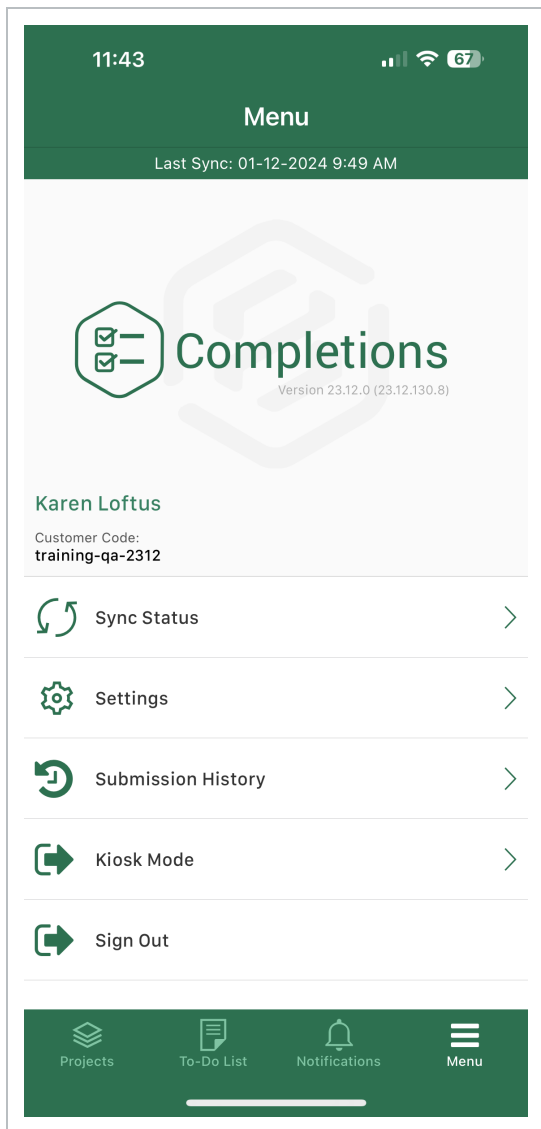 11:43
67
Menu
Last Sync: 01-12-2024 9:49 AM
Completions
Version 23.12.0 (23.12.130.8)
Karen Loftus
Customer Code:
training-qa-2312
Sync Status
Settings
Submission History
Kiosk Mode
Sign Out
Projects To-Do List Notifications Menu